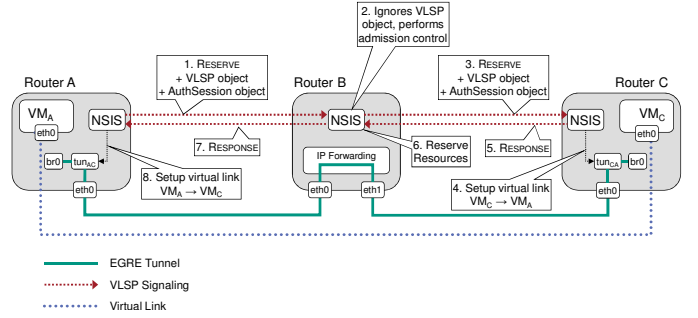 2. Ignores VLSP
object, performs
admission control
1. RESERVE
+ VLSP object
+ AuthSession object
3. RESERVE
+ VLSP object
+ AuthSession object
Router A
Router B
Router C
VMA
eth0
NSIS
NSIS
NSIS
VMC
eth0
7. RESPONSE
6. Reserve
Resources
5. RESPONSE
br0
tunAC
8. Setup virtual link
VMA → VMC
IP Forwarding
4. Setup virtual link
VMC → VMA
tunCA
br0
eth0
eth0
eth1
eth0
EGRE Tunnel
VLSP Signaling
Virtual Link